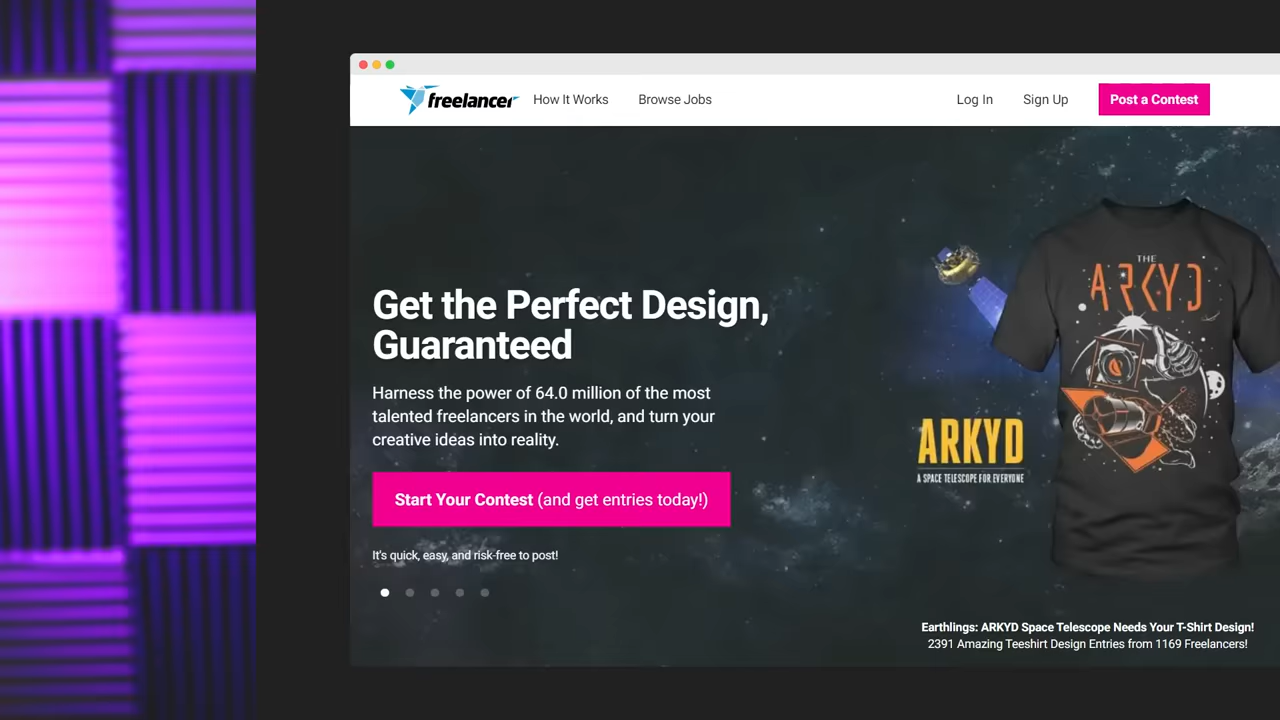 freelancer
How It Works
Browse Jobs
Log In
Sign Up
Post a Contest
Get the Perfect Design,
Guaranteed
Harness the power of 64.0 million of the most
talented freelancers in the world, and turn your
creative ideas into reality.
Start Your Contest (and get entries today!)
It's quick, easy, and risk-free to post!
THE
ARKYD
ARKYD
A SPACE TELESCOPE FOR EVERYONE
Earthlings: ARKYD Space Telescope Needs Your T-Shirt Design!
2391 Amazing Teeshirt Design Entries from 1169 Freelancers!